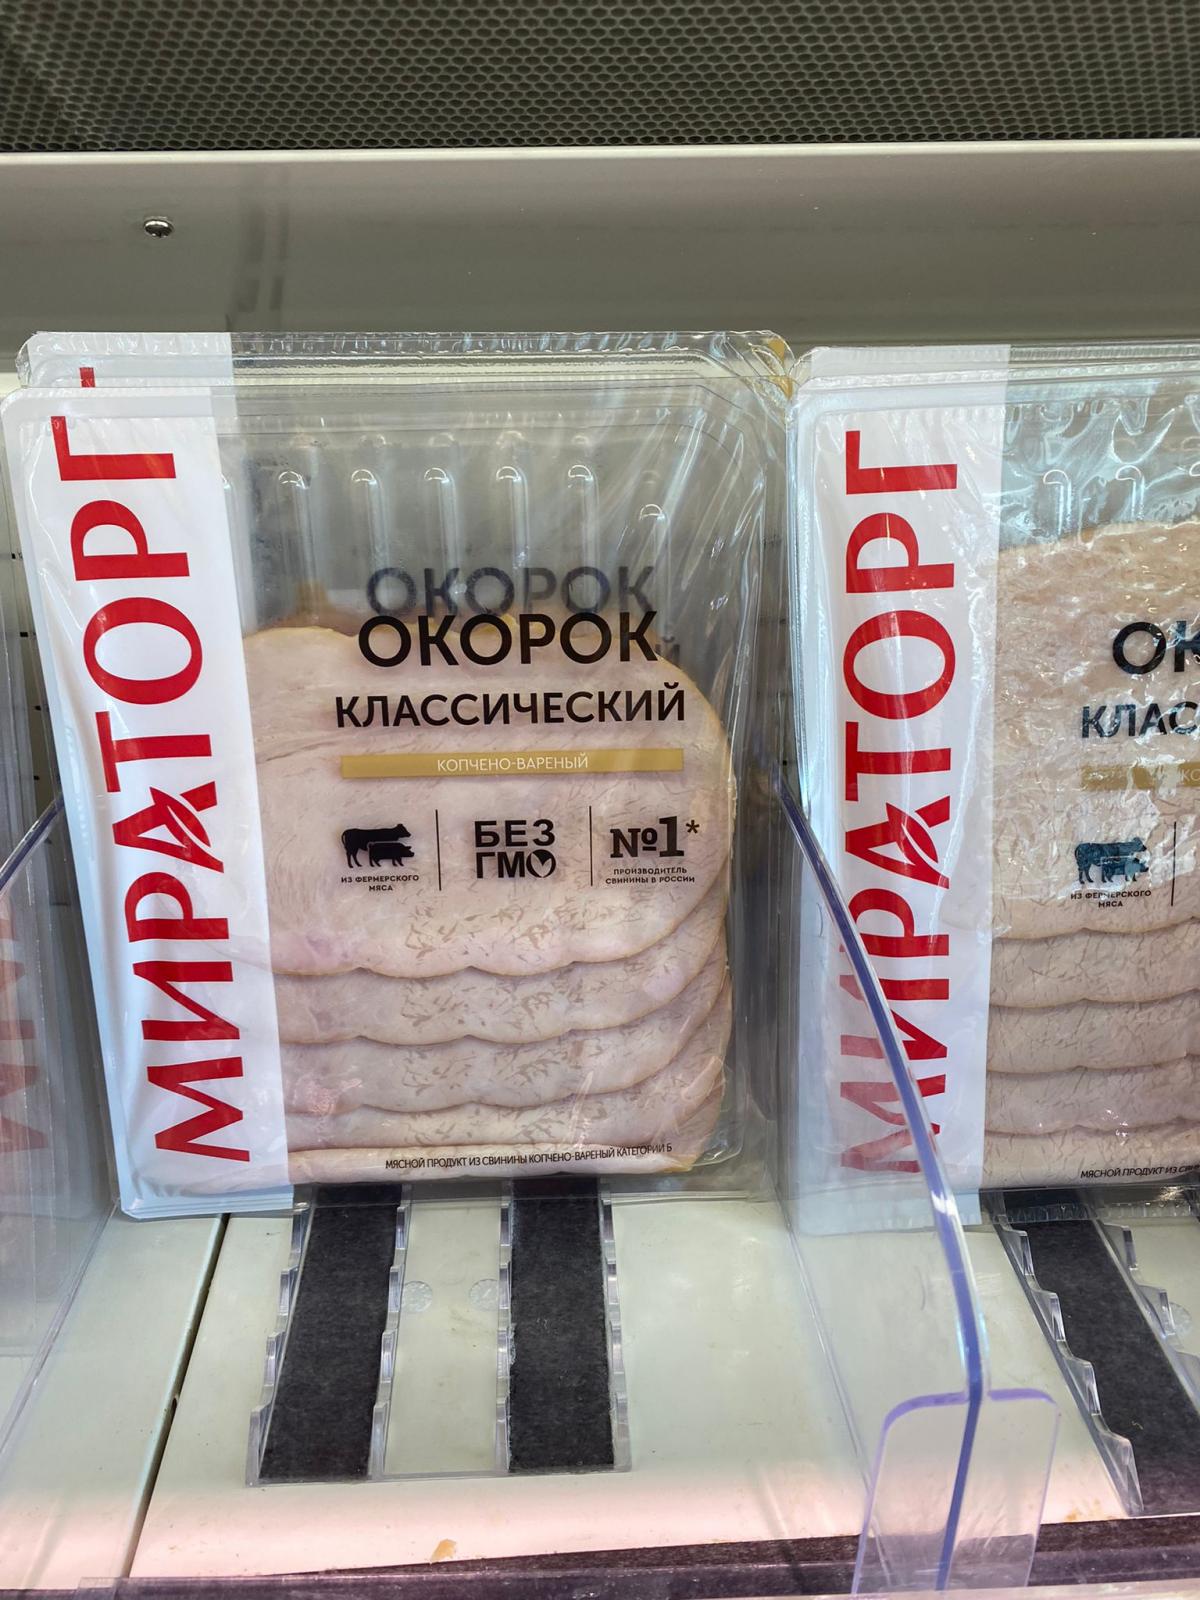 МИРАТОРГ
ОКОРОК
ОКОРОК
КЛАССИЧЕСКИЙ
КОПЧЕНО-ВАРЕНЫЙ
ИЗ ФЕРМЕРСКОГО
МЯСА
БЕЗ
ГМО
№1*
ПРОИЗВОДИТЕЛЬ
СВИНИНЫ В РОССИИ
МЯСНОЙ ПРОДУКТ ИЗ СВИНИНЫ КОПЧЕНО-ВАРЕНЫЙ КАТЕГОРИИ Б
МИРАТОРГ
ОК
КЛАС
ИЗ ФЕРМЕРСКОГО
МЯСА
МЯСНОЙ ПРОДУКТ ИЗ СВИ